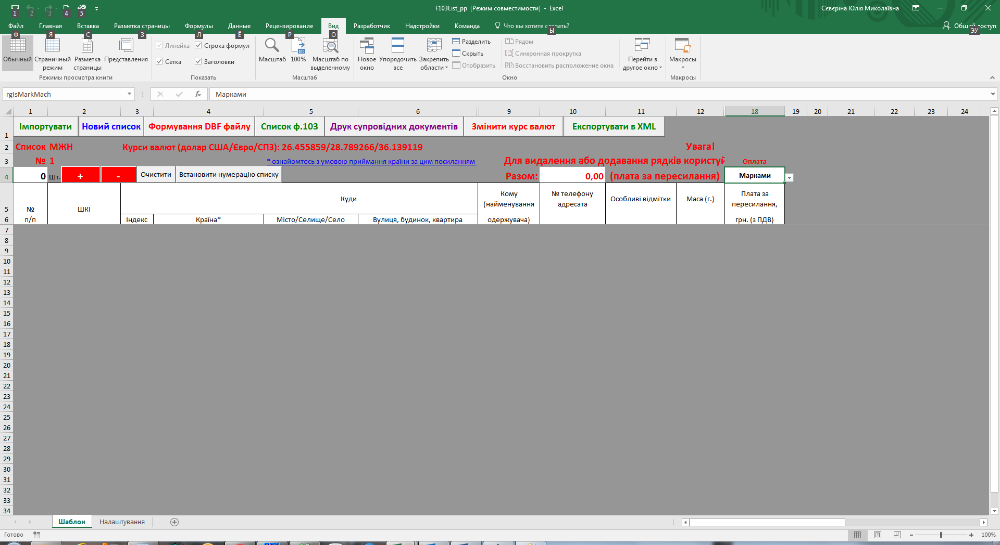 F103List_pp [Режим совместимости] - Excel
Сєвєріна Юлія Миколаївна
1 2 3 4 5
Файл Главная Вставка Разметка страницы Формулы Данные Рецензирование Вид Разработчик Надстройки Команда Что вы хотите сделать? Общий доступ
Ф Я С З Л Ё Р О Ы ЭУ
Обычный
Страничный режим
Разметка страницы
Представления
Режимы просмотра книги
Линейка
Строка формул
Сетка
Заголовки
Показать
Масштаб
100%
Масштаб по выделенному
Масштаб
Новое окно
Упорядочить все
Закрепить области
Разделить
Скрыть
Отобразить
Рядом
Синхронная прокрутка
Восстановить расположение окна
Окно
Перейти в другое окно
Макросы
Макросы
rgIsMarkMach
fx
Марками
1 2 3 4 5 6 9 10 11 12 18 19 20 21 22 23 24
1
Імпортувати Новий список Формування DBF файлу Список ф.103 Друк супровідних документів Змінити курс валют Експортувати в XML
2 Список МЖН Курси валют (долар США/Євро/СПЗ): 26.455859/28.789266/36.139119 Увага!
3 № 1 * ознайомтесь з умовою приймання країни за цим посиланням Для видалення або додавання рядків користуй Оплата
4 0 Шт. + - Очистити Встановити нумерацію списку Разом: 0,00 (плата за пересилання) Марками
5 № ШКІ Куди Кому (найменування № телефону адресата Особливі відмітки Маса (г.) Плата за пересилання,
6 п/п Індекс Країна* Місто/Селище/Село Вулиця, будинок, квартира одержувача) грн. (з ПДВ)
7
8
9
10
11
12
13
14
15
16
17
18
19
20
21
22
23
24
25
26
27
28
29
30
31
32
33
34
Шаблон Налаштування
Готово
100%